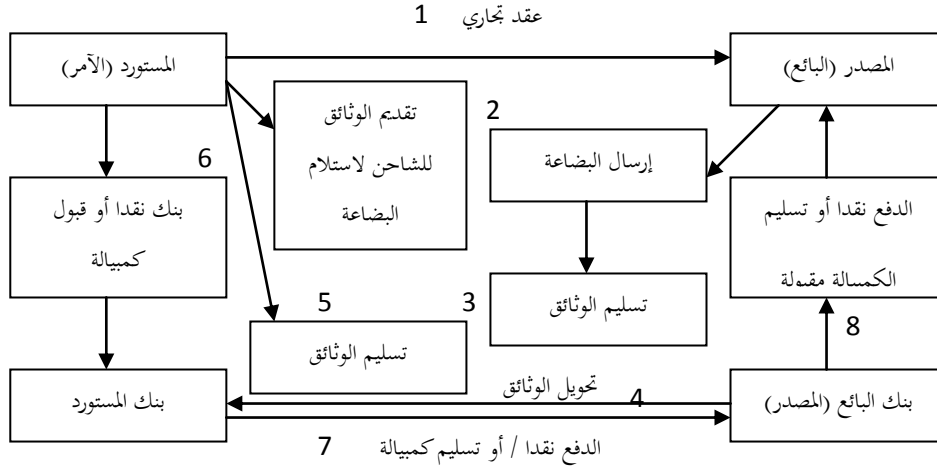 1 عقد تجاري
المصدر (البائع)
المستورد (الآمر)
تقديم الوثائق
للشاحن لاستلام
البضاعة
2
إرسال البضاعة
6
بنك نقدا أو قبول
كمبيالة
الدفع نقدا أو تسليم
الكمبيالة مقبولة
3
تسليم الوثائق
5
تسليم الوثائق
8
بنك المستورد
تحويل الوثائق
4
بنك البائع (المصدر)
7 الدفع نقدا / أو تسليم كمبيالة